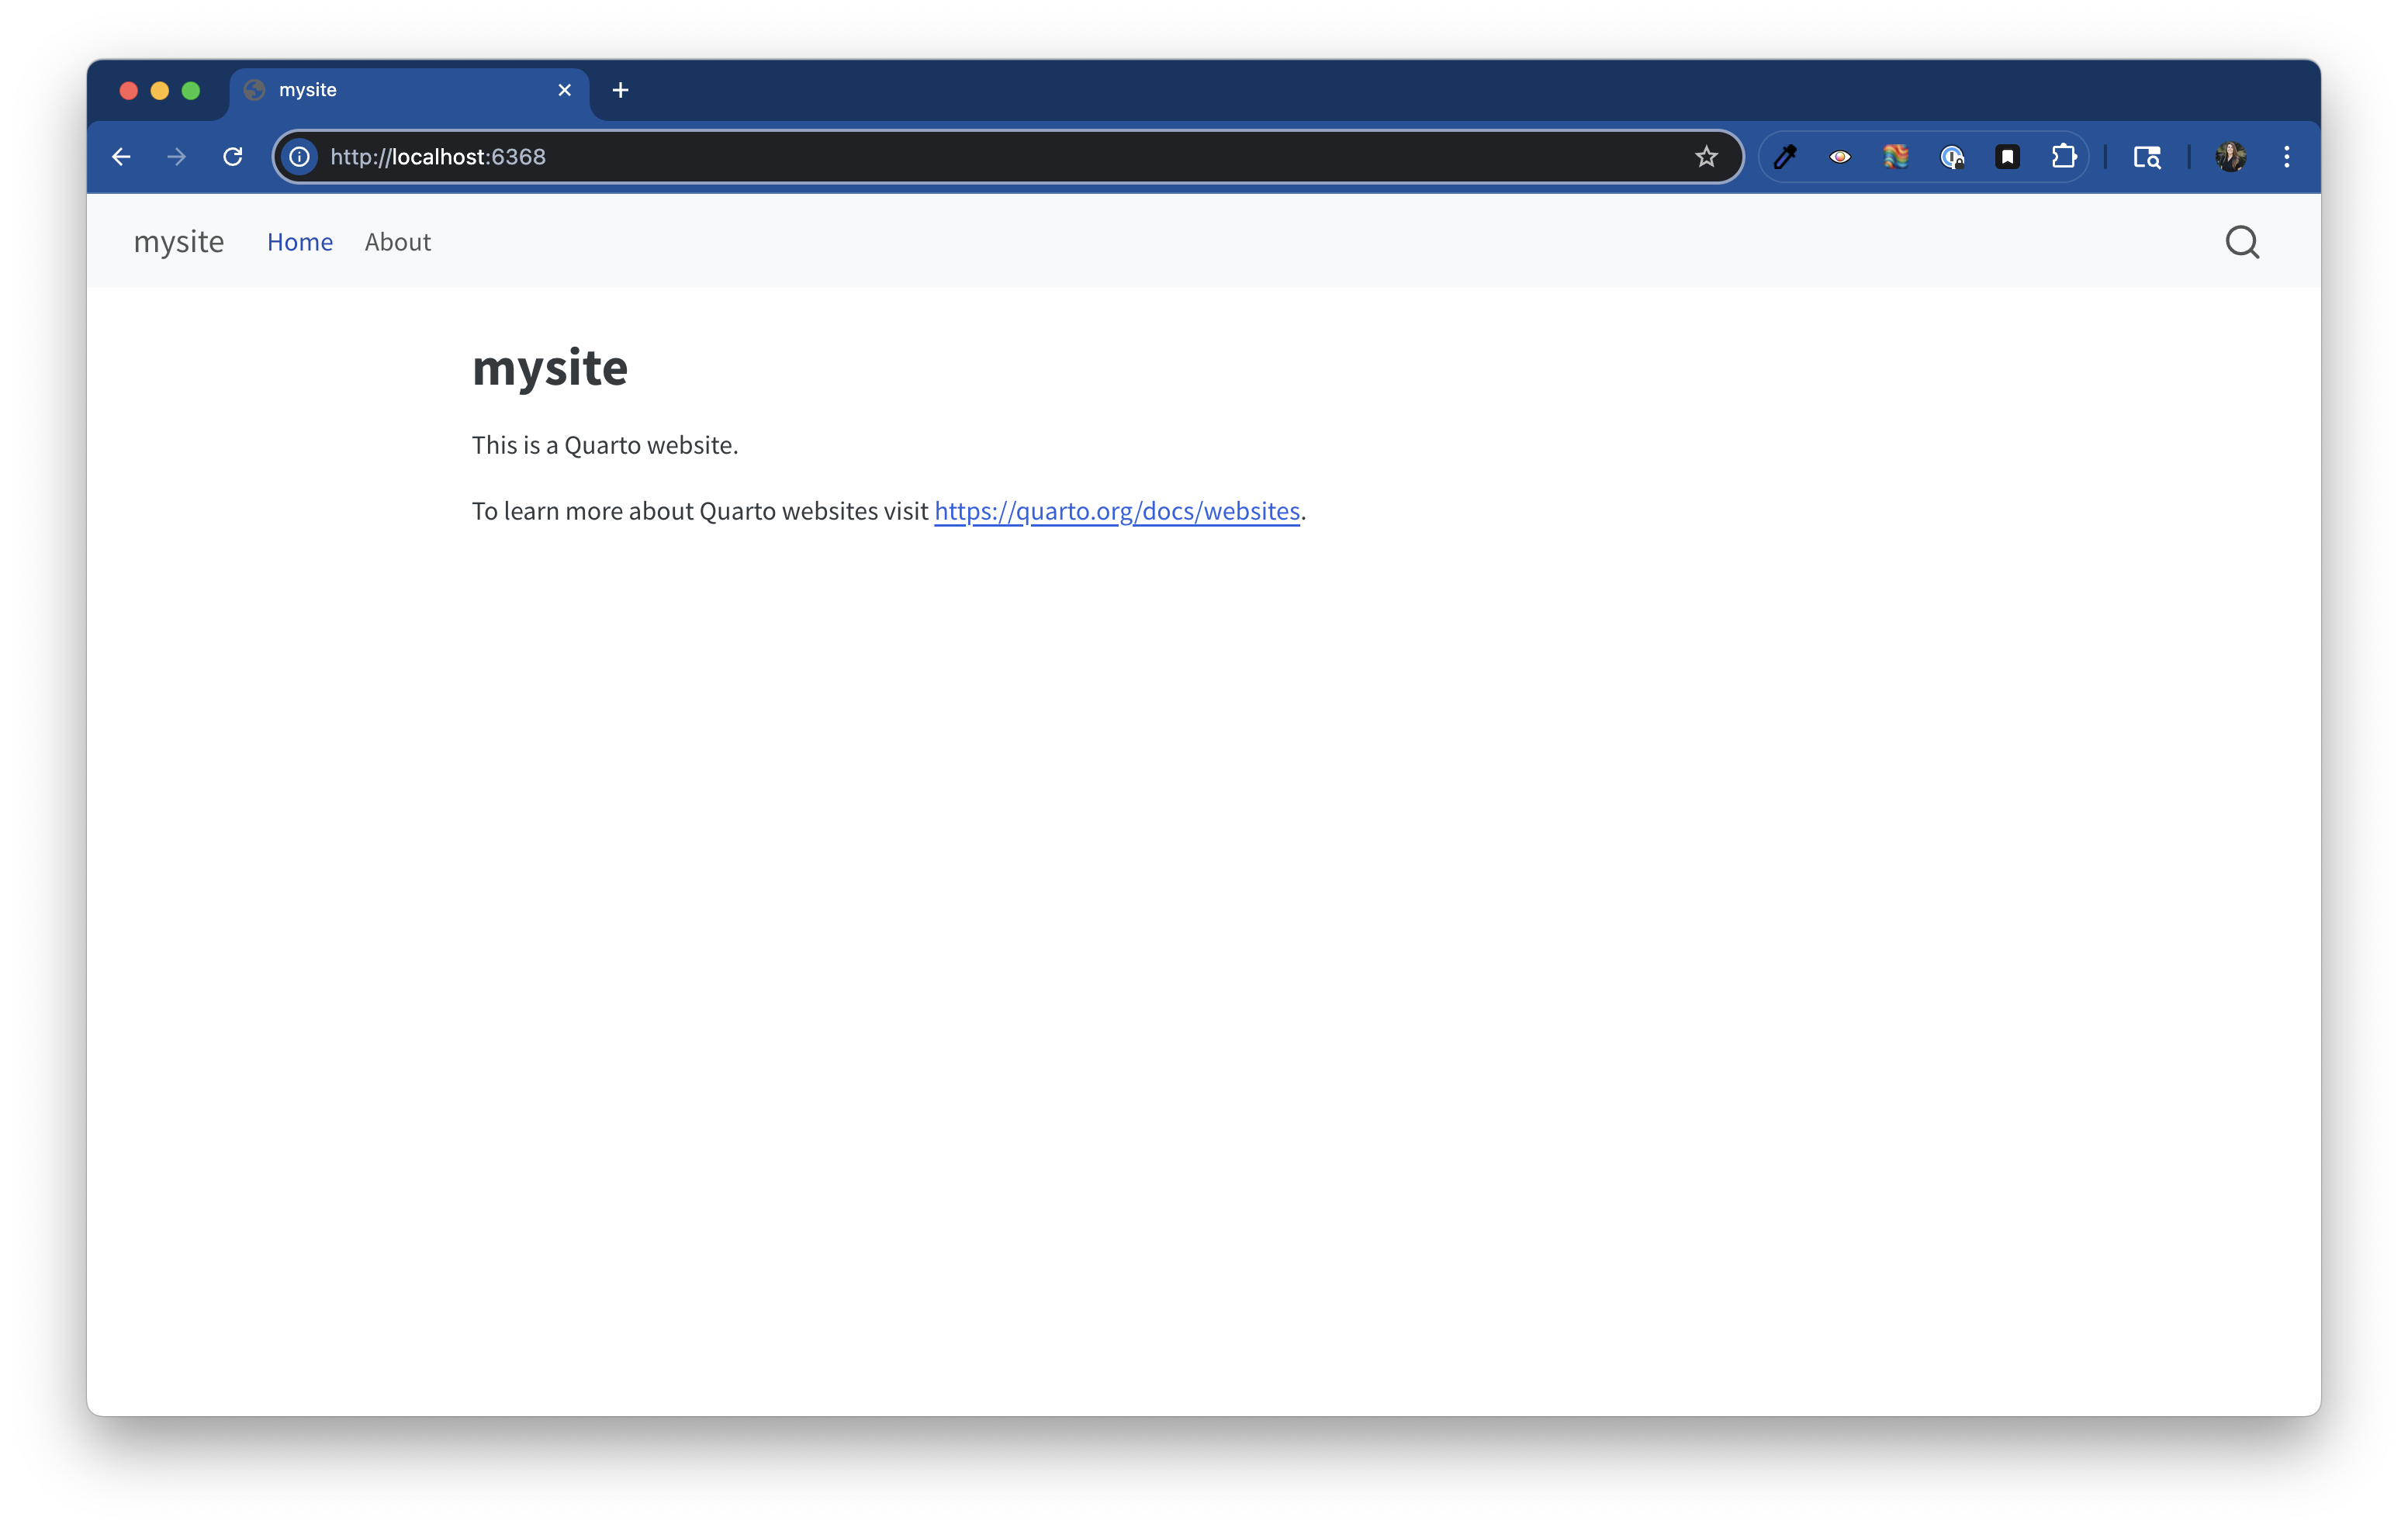 mysite
http://localhost:6368
mysite Home About
mysite
This is a Quarto website.
To learn more about Quarto websites visit https://quarto.org/docs/websites.